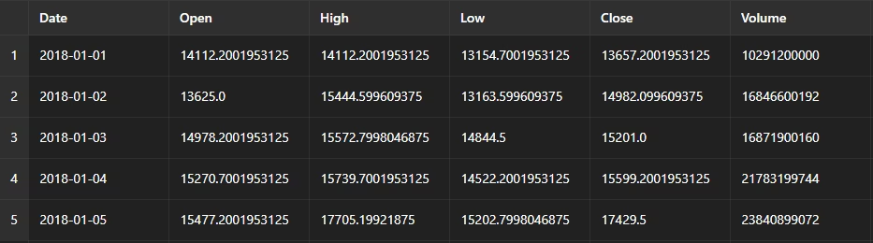 Date Open High Low Close Volume
1 2018-01-01 14112.2001953125 14112.2001953125 13154.7001953125 13657.2001953125 10291200000
2 2018-01-02 13625.0 15444.599609375 13163.599609375 14982.099609375 16846600192
3 2018-01-03 14978.2001953125 15572.7998046875 14844.5 15201.0 16871900160
4 2018-01-04 15270.7001953125 15739.7001953125 14522.2001953125 15599.2001953125 21783199744
5 2018-01-05 15477.2001953125 17705.19921875 15202.7998046875 17429.5 23840899072